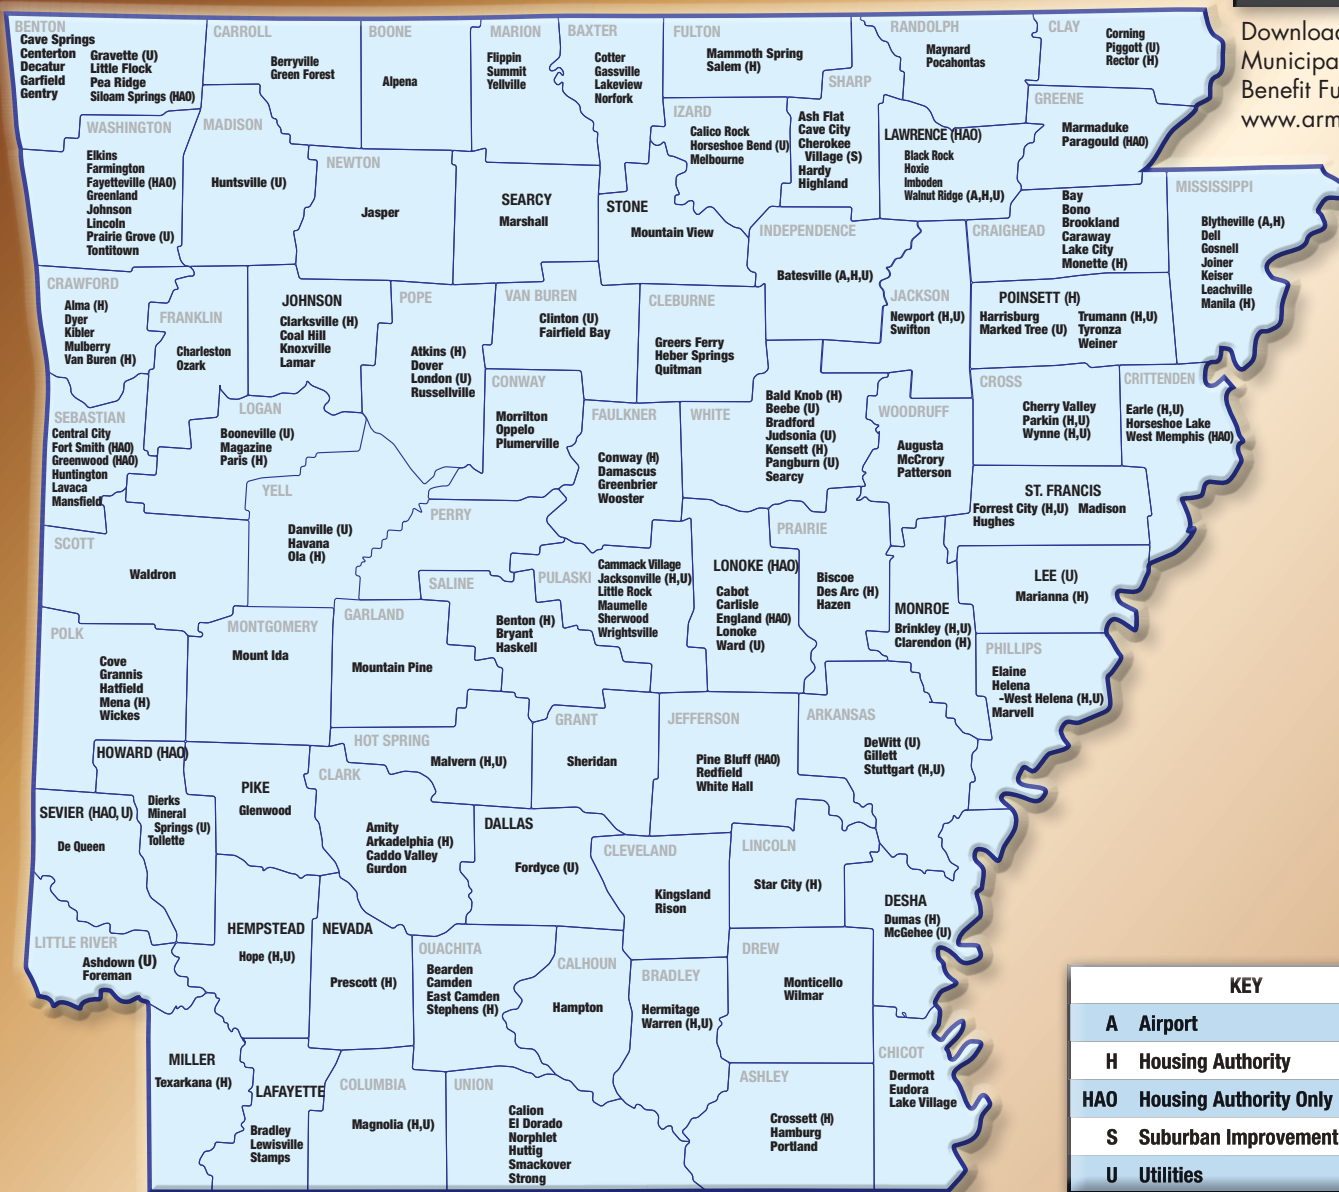 BENTON
Cave Springs
Centerton
Decatur
Garfield
Gentry
Gravette (U)
Little Flock
Pea Ridge
Siloam Springs (HAO)
CARROLL
Berryville
Green Forest
BOONE
Alpena
MARION
Flippin
Summit
Yellville
BAXTER
Cotter
Gassville
Lakeview
Norfork
FULTON
Mammoth Spring
Salem (H)
SHARP
Ash Flat
Cave City
Cherokee
Village (S)
Hardy
Highland
RANDOLPH
Maynard
Pocahontas
CLAY
Corning
Piggott (U)
Rector (H)
Download
Municipa
Benefit Fu
www.arm
WASHINGTON
Elkins
Farmington
Fayetteville (HAO)
Greenland
Johnson
Lincoln
Prairie Grove (U)
Tontitown
MADISON
Huntsville (U)
NEWTON
Jasper
SEARCY
Marshall
STONE
Mountain View
IZARD
Calico Rock
Horseshoe Bend (U)
Melbourne
LAWRENCE (HAO)
Black Rock
Hoxie
Imboden
Walnut Ridge (A,H,U)
GREENE
Marmaduke
Paragould (HAO)
INDEPENDENCE
Batesville (A,H,U)
CRAIGHEAD
Bay
Bono
Brookland
Caraway
Lake City
Monette (H)
MISSISSIPPI
Blytheville (A,H)
Dell
Gosnell
Joiner
Keiser
Leachville
Manila (H)
CRAWFORD
Alma (H)
Dyer
Kibler
Mulberry
Van Buren (H)
FRANKLIN
Charleston
Ozark
JOHNSON
Clarksville (H)
Coal Hill
Knoxville
Lamar
POPE
Atkins (H)
Dover
London (U)
Russellville
VAN BUREN
Clinton (U)
Fairfield Bay
CLEBURNE
Greers Ferry
Heber Springs
Quitman
JACKSON
Newport (H,U)
Swifton
POINSETT (H)
Harrisburg
Marked Tree (U)
Trumann (H,U)
Tyronza
Weiner
SEBASTIAN
Central City
Fort Smith (HAO)
Greenwood (HAO)
Huntington
Lavaca
Mansfield
LOGAN
Booneville (U)
Magazine
Paris (H)
CONWAY
Morrilton
Oppelo
Plumerville
FAULKNER
Conway (H)
Damascus
Greenbrier
Wooster
WHITE
Bald Knob (H)
Beebe (U)
Bradford
Judsonia (U)
Kensett (H)
Pangburn (U)
Searcy
WOODRUFF
Augusta
McCrory
Patterson
CROSS
Cherry Valley
Parkin (H,U)
Wynne (H,U)
CRITTENDEN
Earle (H,U)
Horseshoe Lake
West Memphis (HAO)
ST. FRANCIS
Forrest City (H,U) Madison
Hughes
SCOTT
Waldron
YELL
Danville (U)
Havana
Ola (H)
PERRY
SALINE
Benton (H)
Bryant
Haskell
PULASKI
Cammack Village
Jacksonville (H,U)
Little Rock
Maumelle
Sherwood
Wrightsville
LONOKE (HAO)
Cabot
Carlisle
England (HAO)
Lonoke
Ward (U)
PRAIRIE
Biscoe
Des Arc (H)
Hazen
MONROE
Brinkley (H,U)
Clarendon (H)
LEE (U)
Marianna (H)
PHILLIPS
Elaine
Helena
-West Helena (H,U)
Marvell
POLK
Cove
Grannis
Hatfield
Mena (H)
Wickes
MONTGOMERY
Mount Ida
GARLAND
Mountain Pine
HOT SPRING
Malvern (H,U)
GRANT
Sheridan
JEFFERSON
Pine Bluff (HAO)
Redfield
White Hall
ARKANSAS
DeWitt (U)
Gillett
Stuttgart (H,U)
HOWARD (HAO)
Dierks
Mineral
Springs (U)
Tollette
SEVIER (HAO, U)
De Queen
PIKE
Glenwood
CLARK
Amity
Arkadelphia (H)
Caddo Valley
Gurdon
DALLAS
Fordyce (U)
CLEVELAND
Kingsland
Rison
LINCOLN
Star City (H)
DESHA
Dumas (H)
McGehee (U)
LITTLE RIVER
Ashdown (U)
Foreman
HEMPSTEAD
Hope (H,U)
NEVADA
Prescott (H)
OUACHITA
Bearden
Camden
East Camden
Stephens (H)
CALHOUN
Hampton
BRADLEY
Hermitage
Warren (H,U)
DREW
Monticello
Wilmar
MILLER
Texarkana (H)
LAFAYETTE
Bradley
Lewisville
Stamps
COLUMBIA
Magnolia (H,U)
UNION
Calion
El Dorado
Norphlet
Huttig
Smackover
Strong
ASHLEY
Crossett (H)
Hamburg
Portland
CHICOT
Dermott
Eudora
Lake Village
KEY
A Airport
H Housing Authority
HAO Housing Authority Only
S Suburban Improvement
U Utilities